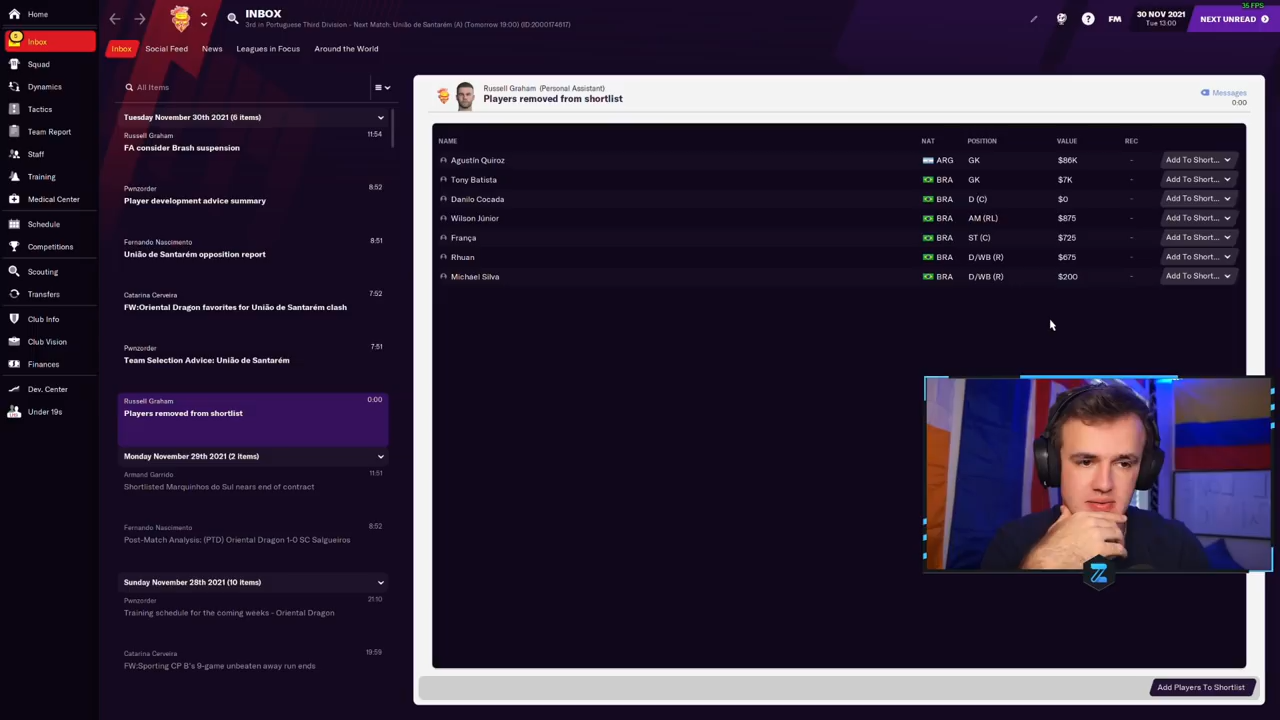 35 FPS
INBOX
3rd in Portuguese Third Division - Next Match: União de Santarém (A) (Tomorrow 19:00) (ID:2000174817)
30 NOV 2021
Tue 13:00
FM
NEXT UNREAD
Home
5
Inbox
Squad
Dynamics
Tactics
Team Report
Staff
Training
Medical Center
Schedule
Competitions
Scouting
Transfers
Club Info
Club Vision
Finances
Dev. Center
Under 19s
Inbox Social Feed News Leagues in Focus Around the World
All Items
Tuesday November 30th 2021 (6 items)
Russell Graham 11:54
FA consider Brash suspension
Pwnzorder 8:52
Player development advice summary
Fernando Nascimento 8:51
União de Santarém opposition report
Catarina Cerveira 7:52
FW:Oriental Dragon favorites for União de Santarém clash
Pwnzorder 7:51
Team Selection Advice: União de Santarém
Russell Graham 0:00
Players removed from shortlist
Monday November 29th 2021 (2 items)
Armand Garrido 11:51
Shortlisted Marquinhos do Sul nears end of contract
Fernando Nascimento 8:52
Post-Match Analysis: (PTD) Oriental Dragon 1-0 SC Salgueiros
Sunday November 28th 2021 (10 items)
Pwnzorder 21:10
Training schedule for the coming weeks - Oriental Dragon
Catarina Cerveira 19:59
FW:Sporting CP B's 9-game unbeaten away run ends
Russell Graham (Personal Assistant)
Players removed from shortlist
Messages
0:00
NAME NAT POSITION VALUE REC
Agustín Quiroz ARG GK $86K - Add To Short...
Tony Batista BRA GK $7K - Add To Short...
Danilo Cocada BRA D (C) $0 - Add To Short...
Wilson Júnior BRA AM (RL) $875 - Add To Short...
França BRA ST (C) $725 - Add To Short...
Rhuan BRA D/WB (R) $675 - Add To Short...
Michael Silva BRA D/WB (R) $200 - Add To Short...
Add Players To Shortlist